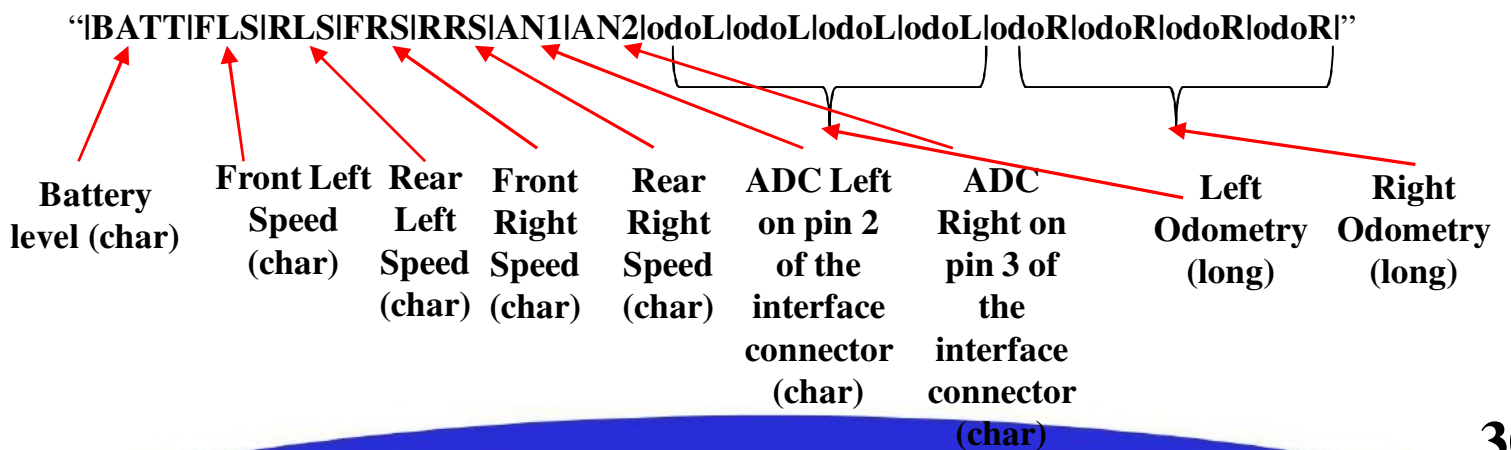 “|BATT|FLS|RLS|FRS|RRS|AN1|AN2|odoL|odoL|odoL|odoL|odoR|odoR|odoR|odoR|”
Battery
level (char)
Front Left
Speed
(char)
Rear
Left
Speed
(char)
Front
Right
Speed
(char)
Rear
Right
Speed
(char)
ADC Left
on pin 2
of the
interface
connector
(char)
ADC
Right on
pin 3 of
the
interface
connector
(char)
Left
Odometry
(long)
Right
Odometry
(long)